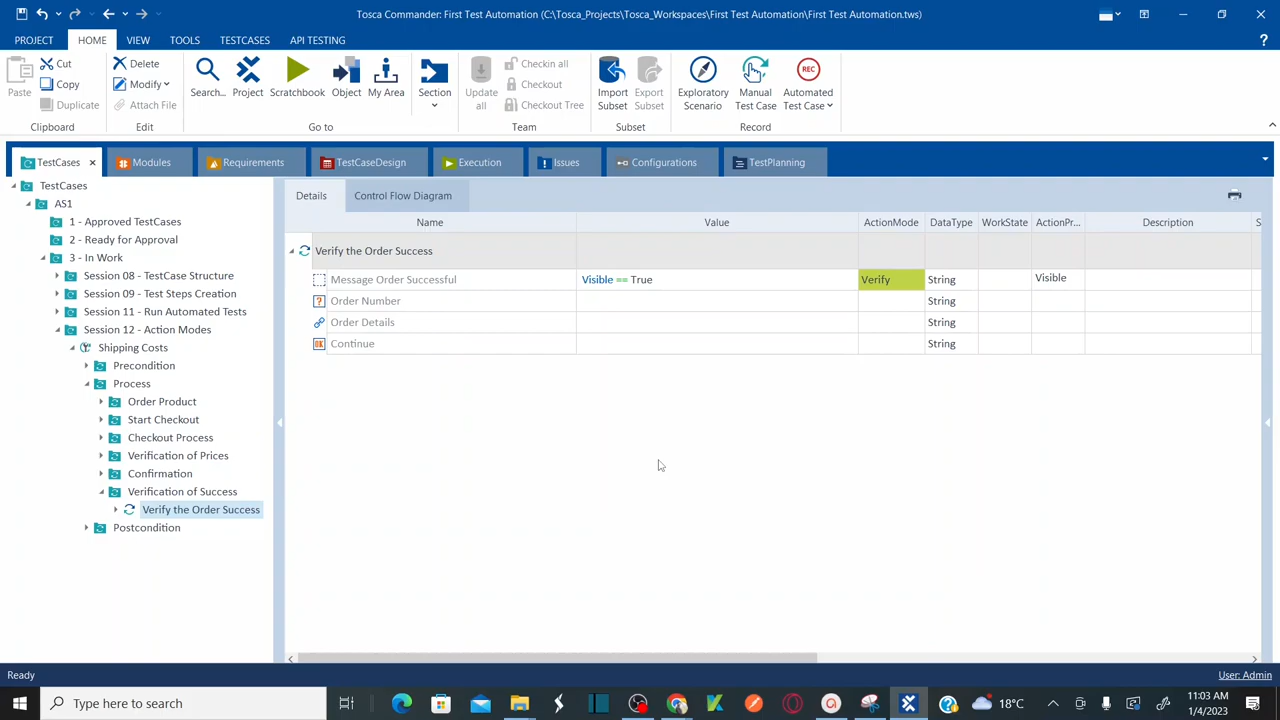 Tosca Commander: First Test Automation (C:\Tosca_Projects\Tosca_Workspaces\First Test Automation\First Test Automation.tws)
PROJECT HOME VIEW TOOLS TESTCASES API TESTING ?
Paste Cut Copy Duplicate
Clipboard
Delete Modify Attach File
Edit
Search... Project Scratchbook Object My Area Section
Go to
Update all Checkin all Checkout Checkout Tree
Team
Import Subset Export Subset
Subset
Exploratory Scenario Manual Test Case REC Automated Test Case
Record
TestCases Modules Requirements TestCaseDesign Execution Issues Configurations TestPlanning
TestCases
AS1
1 - Approved TestCases
2 - Ready for Approval
3 - In Work
Session 08 - TestCase Structure
Session 09 - Test Steps Creation
Session 11 - Run Automated Tests
Session 12 - Action Modes
Shipping Costs
Precondition
Process
Order Product
Start Checkout
Checkout Process
Verification of Prices
Confirmation
Verification of Success
Verify the Order Success
Postcondition
Details Control Flow Diagram
Name Value ActionMode DataType WorkState ActionPr... Description S
Verify the Order Success
Message Order Successful Visible == True Verify String Visible
? Order Number String
Order Details String
OK Continue String
Ready User: Admin
Type here to search
18°C
11:03 AM
1/4/2023